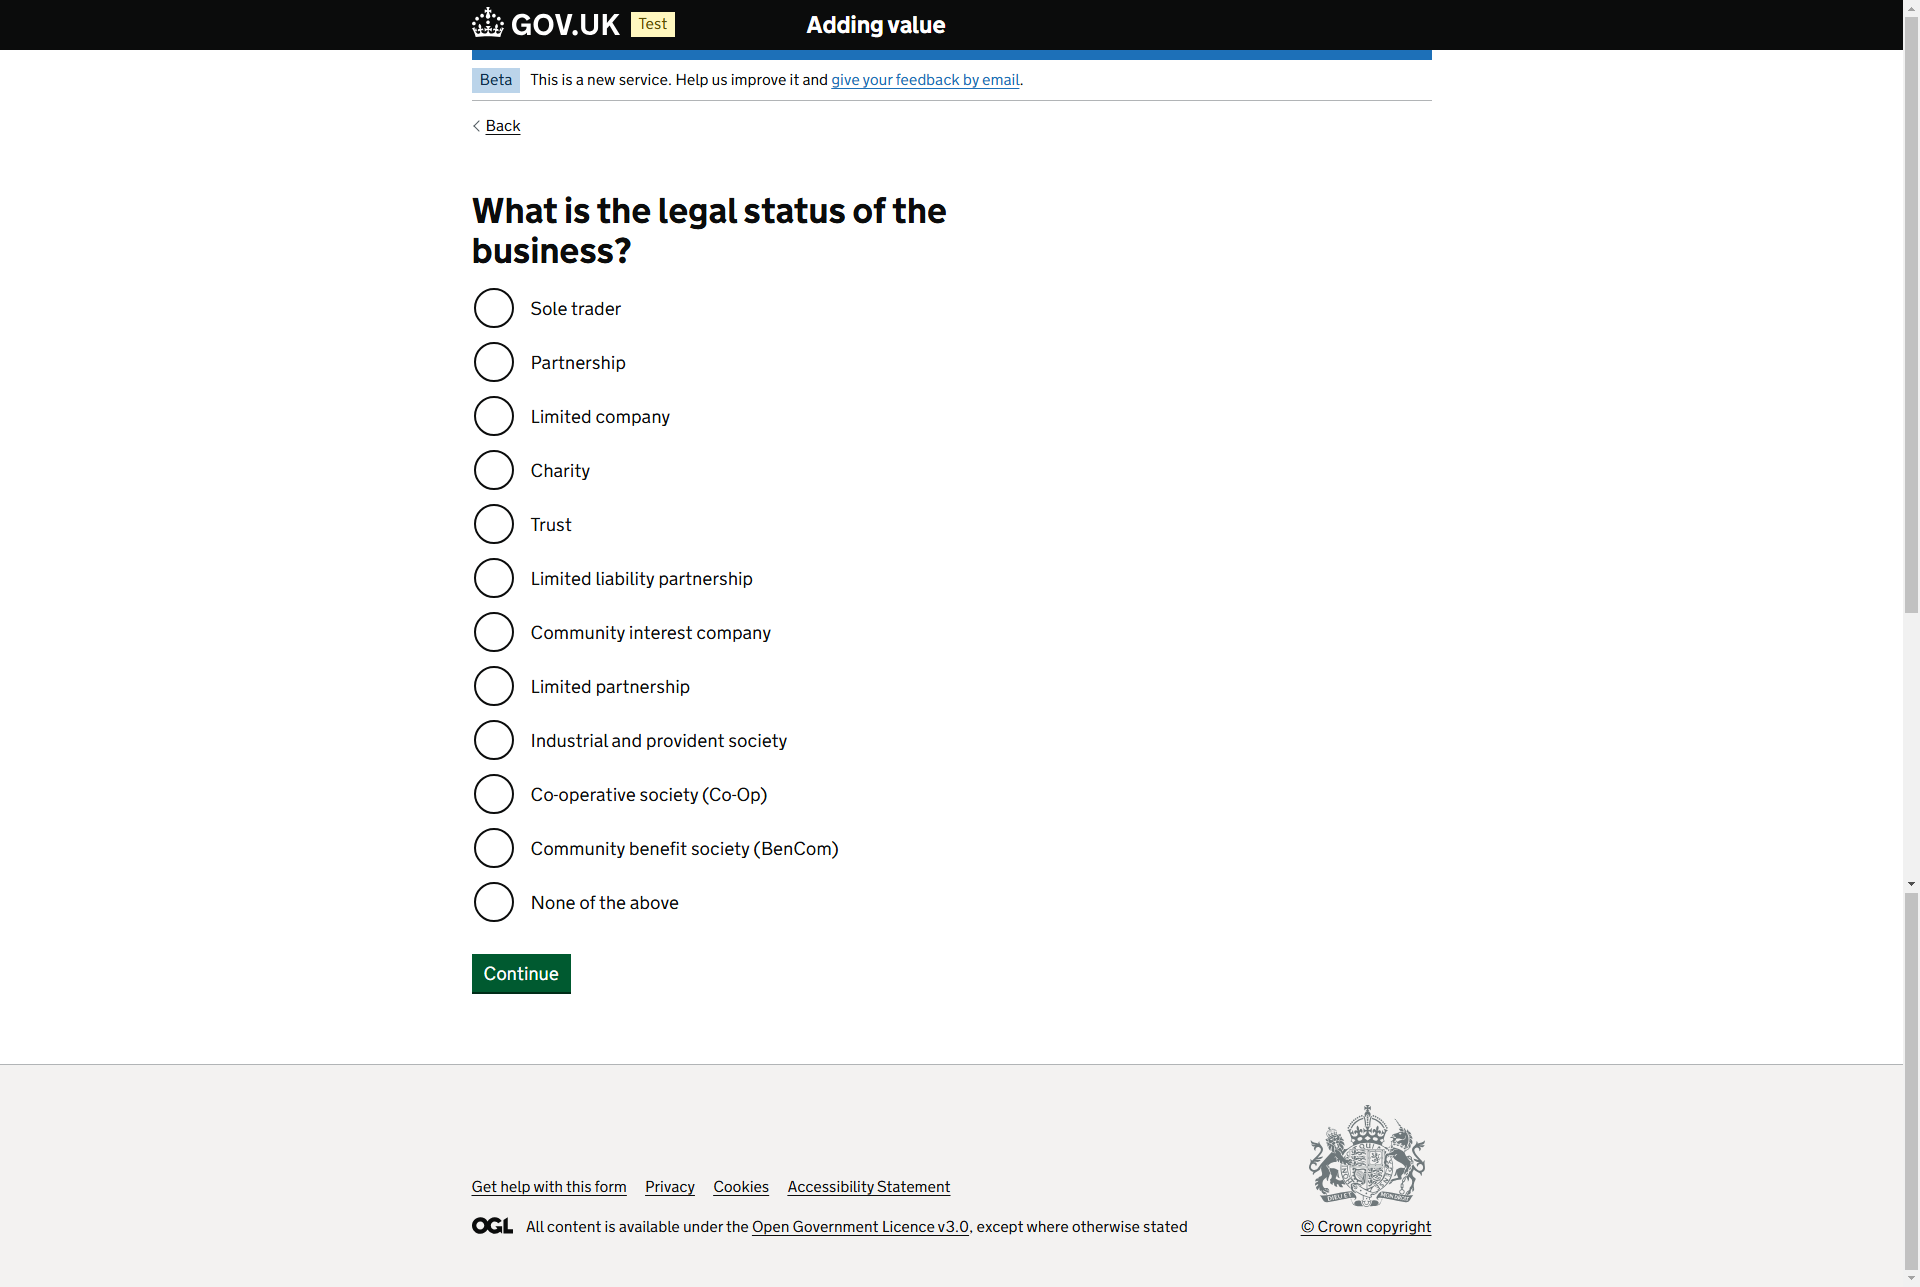 GOV.UK Test Adding value
Beta This is a new service. Help us improve it and give your feedback by email.
Back
What is the legal status of the
business?
Sole trader
Partnership
Limited company
Charity
Trust
Limited liability partnership
Community interest company
Limited partnership
Industrial and provident society
Co-operative society (Co-Op)
Community benefit society (BenCom)
None of the above
Continue
Get help with this form Privacy Cookies Accessibility Statement
OGL All content is available under the Open Government Licence v3.0, except where otherwise stated
© Crown copyright